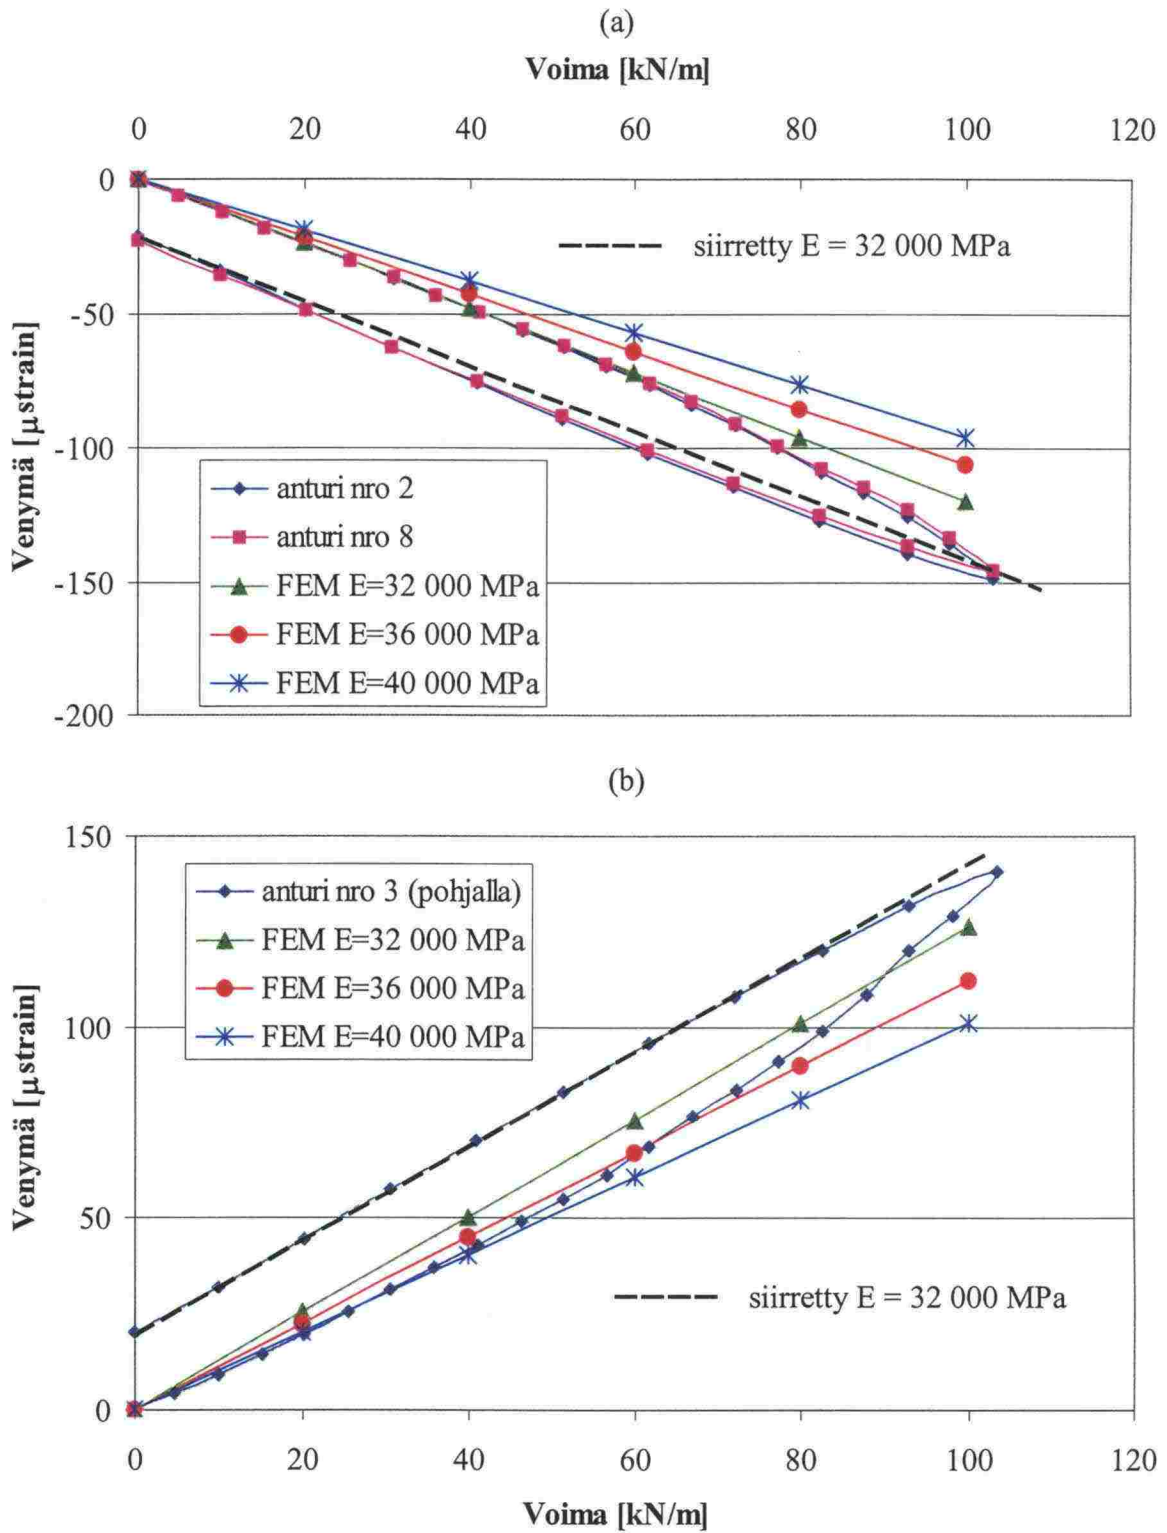 (a)
Voima [kN/m]
0 20 40 60 80 100 120
0
-50
-100
-150
-200
Venymä [μstrain]
siirretty E = 32 000 MPa
anturi nro 2
anturi nro 8
FEM E=32 000 MPa
FEM E=36 000 MPa
FEM E=40 000 MPa
(b)
150
100
50
0
Venymä [μstrain]
anturi nro 3 (pohjalla)
FEM E=32 000 MPa
FEM E=36 000 MPa
FEM E=40 000 MPa
siirretty E = 32 000 MPa
0 20 40 60 80 100 120
Voima [kN/m]